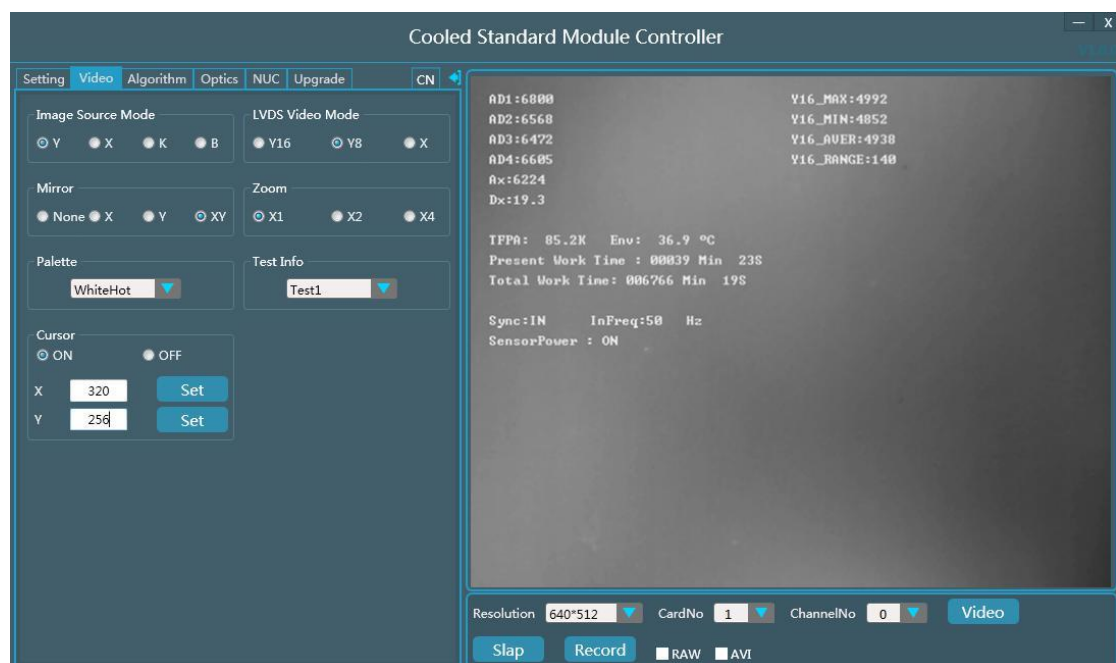 Cooled Standard Module Controller
Setting Video Algorithm Optics NUC Upgrade CN
Image Source Mode
Y X K B
LVDS Video Mode
Y16 Y8 X
Mirror
None X Y XY
Zoom
X1 X2 X4
Palette
WhiteHot
Test Info
Test1
Cursor
ON OFF
X 320 Set
Y 256 Set
AD1:6800
AD2:6568
AD3:6472
AD4:6605
Ax:6224
Dx:19.3
Y16_MAX:4992
Y16_MIN:4852
Y16_AVER:4938
Y16_RANGE:140
TFPA: 85.2K Env: 36.9 ºC
Present Work Time : 00039 Min 23S
Total Work Time: 006766 Min 19S
Sync:IN InFreq:50 Hz
SensorPower : ON
Resolution 640*512 CardNo 1 ChannelNo 0 Video
Slap Record RAW AVI